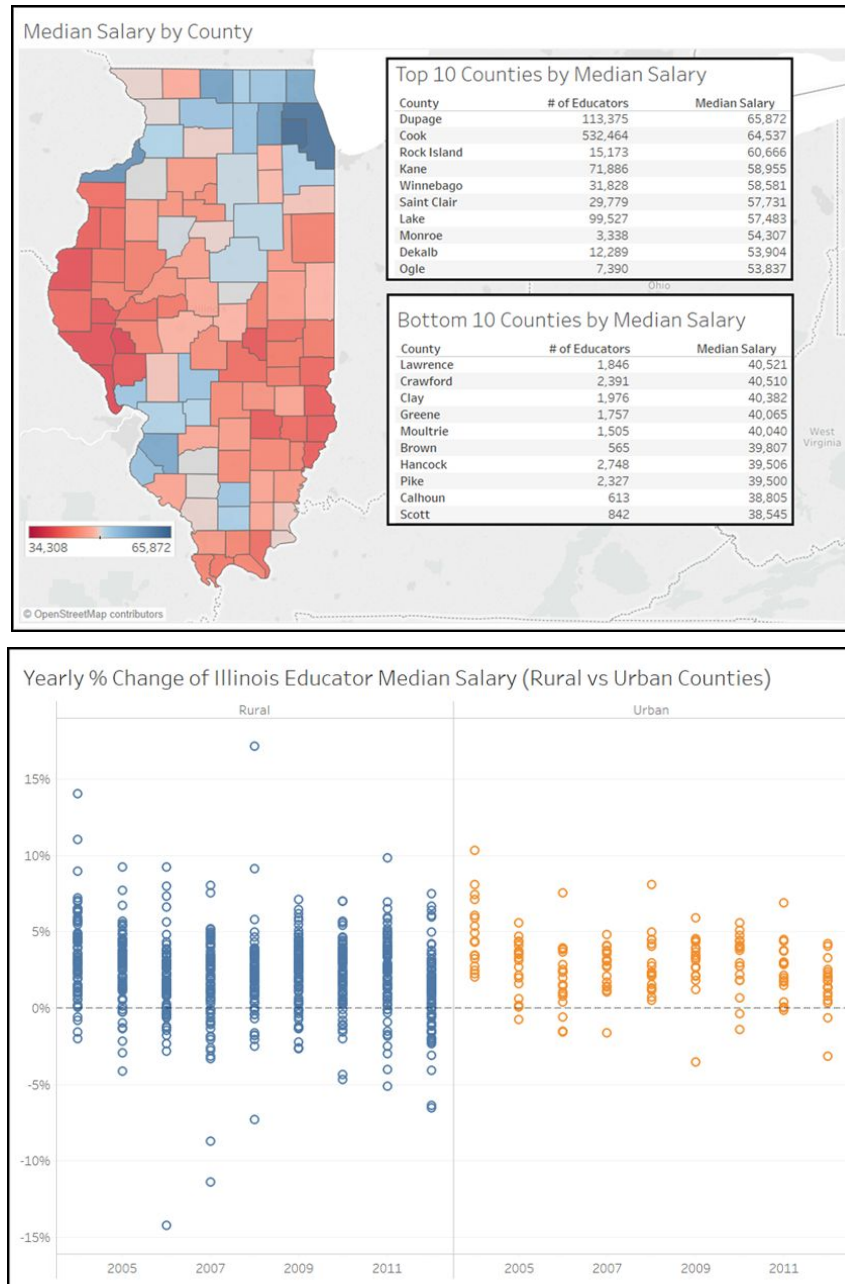 Median Salary by County
Top 10 Counties by Median Salary
County # of Educators Median Salary
Dupage 113,375 65,872
Cook 532,464 64,537
Rock Island 15,173 60,666
Kane 71,886 58,955
Winnebago 31,828 58,581
Saint Clair 29,779 57,731
Lake 99,527 57,483
Monroe 3,338 54,307
Dekalb 12,289 53,904
Ogle 7,390 53,837
Ohio
Bottom 10 Counties by Median Salary
County # of Educators Median Salary
Lawrence 1,846 40,521
Crawford 2,391 40,510
Clay 1,976 40,382
Greene 1,757 40,065
Moultrie 1,505 40,040
Brown 565 39,807
Hancock 2,748 39,506
Pike 2,327 39,500
Calhoun 613 38,805
Scott 842 38,545
West
Virginia
34,308 65,872
© OpenStreetMap contributors
Yearly % Change of Illinois Educator Median Salary (Rural vs Urban Counties)
Rural Urban
15%
10%
5%
0%
-5%
-10%
-15%
2005 2007 2009 2011 2005 2007 2009 2011